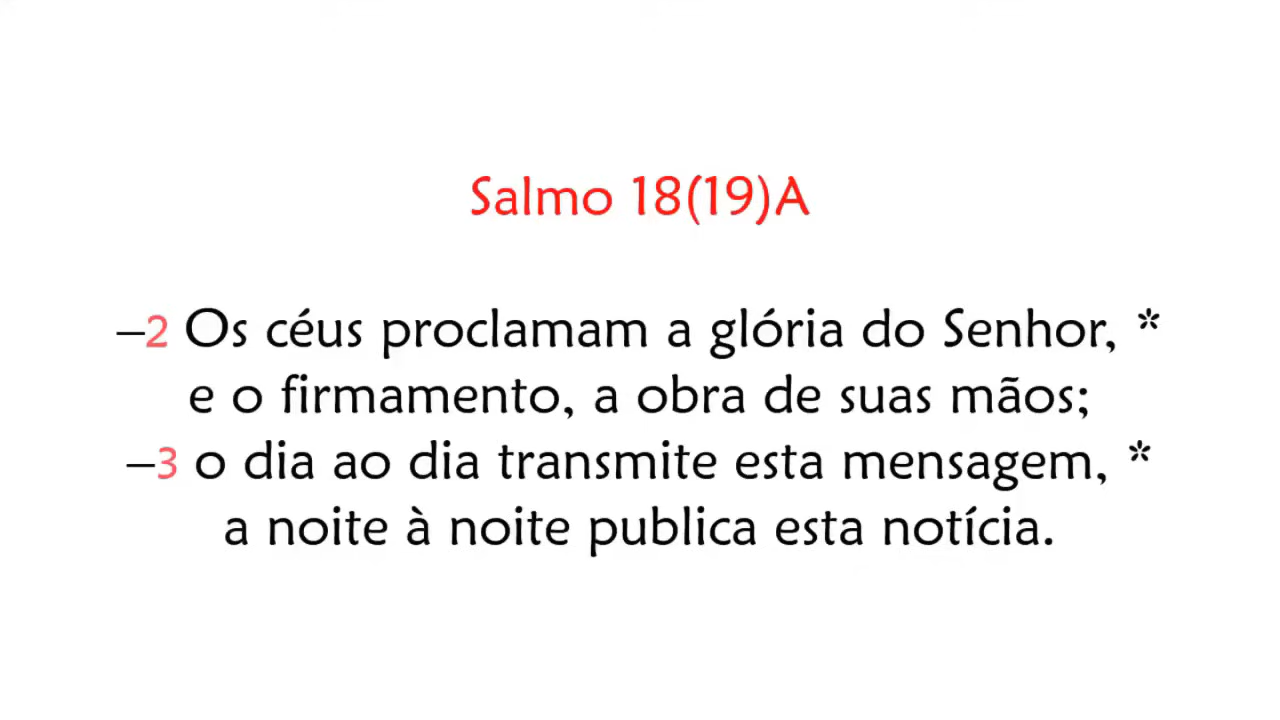 Salmo 18(19)A
–2 Os céus proclamam a glória do Senhor, *
e o firmamento, a obra de suas mãos;
–3 o dia ao dia transmite esta mensagem, *
a noite à noite publica esta notícia.